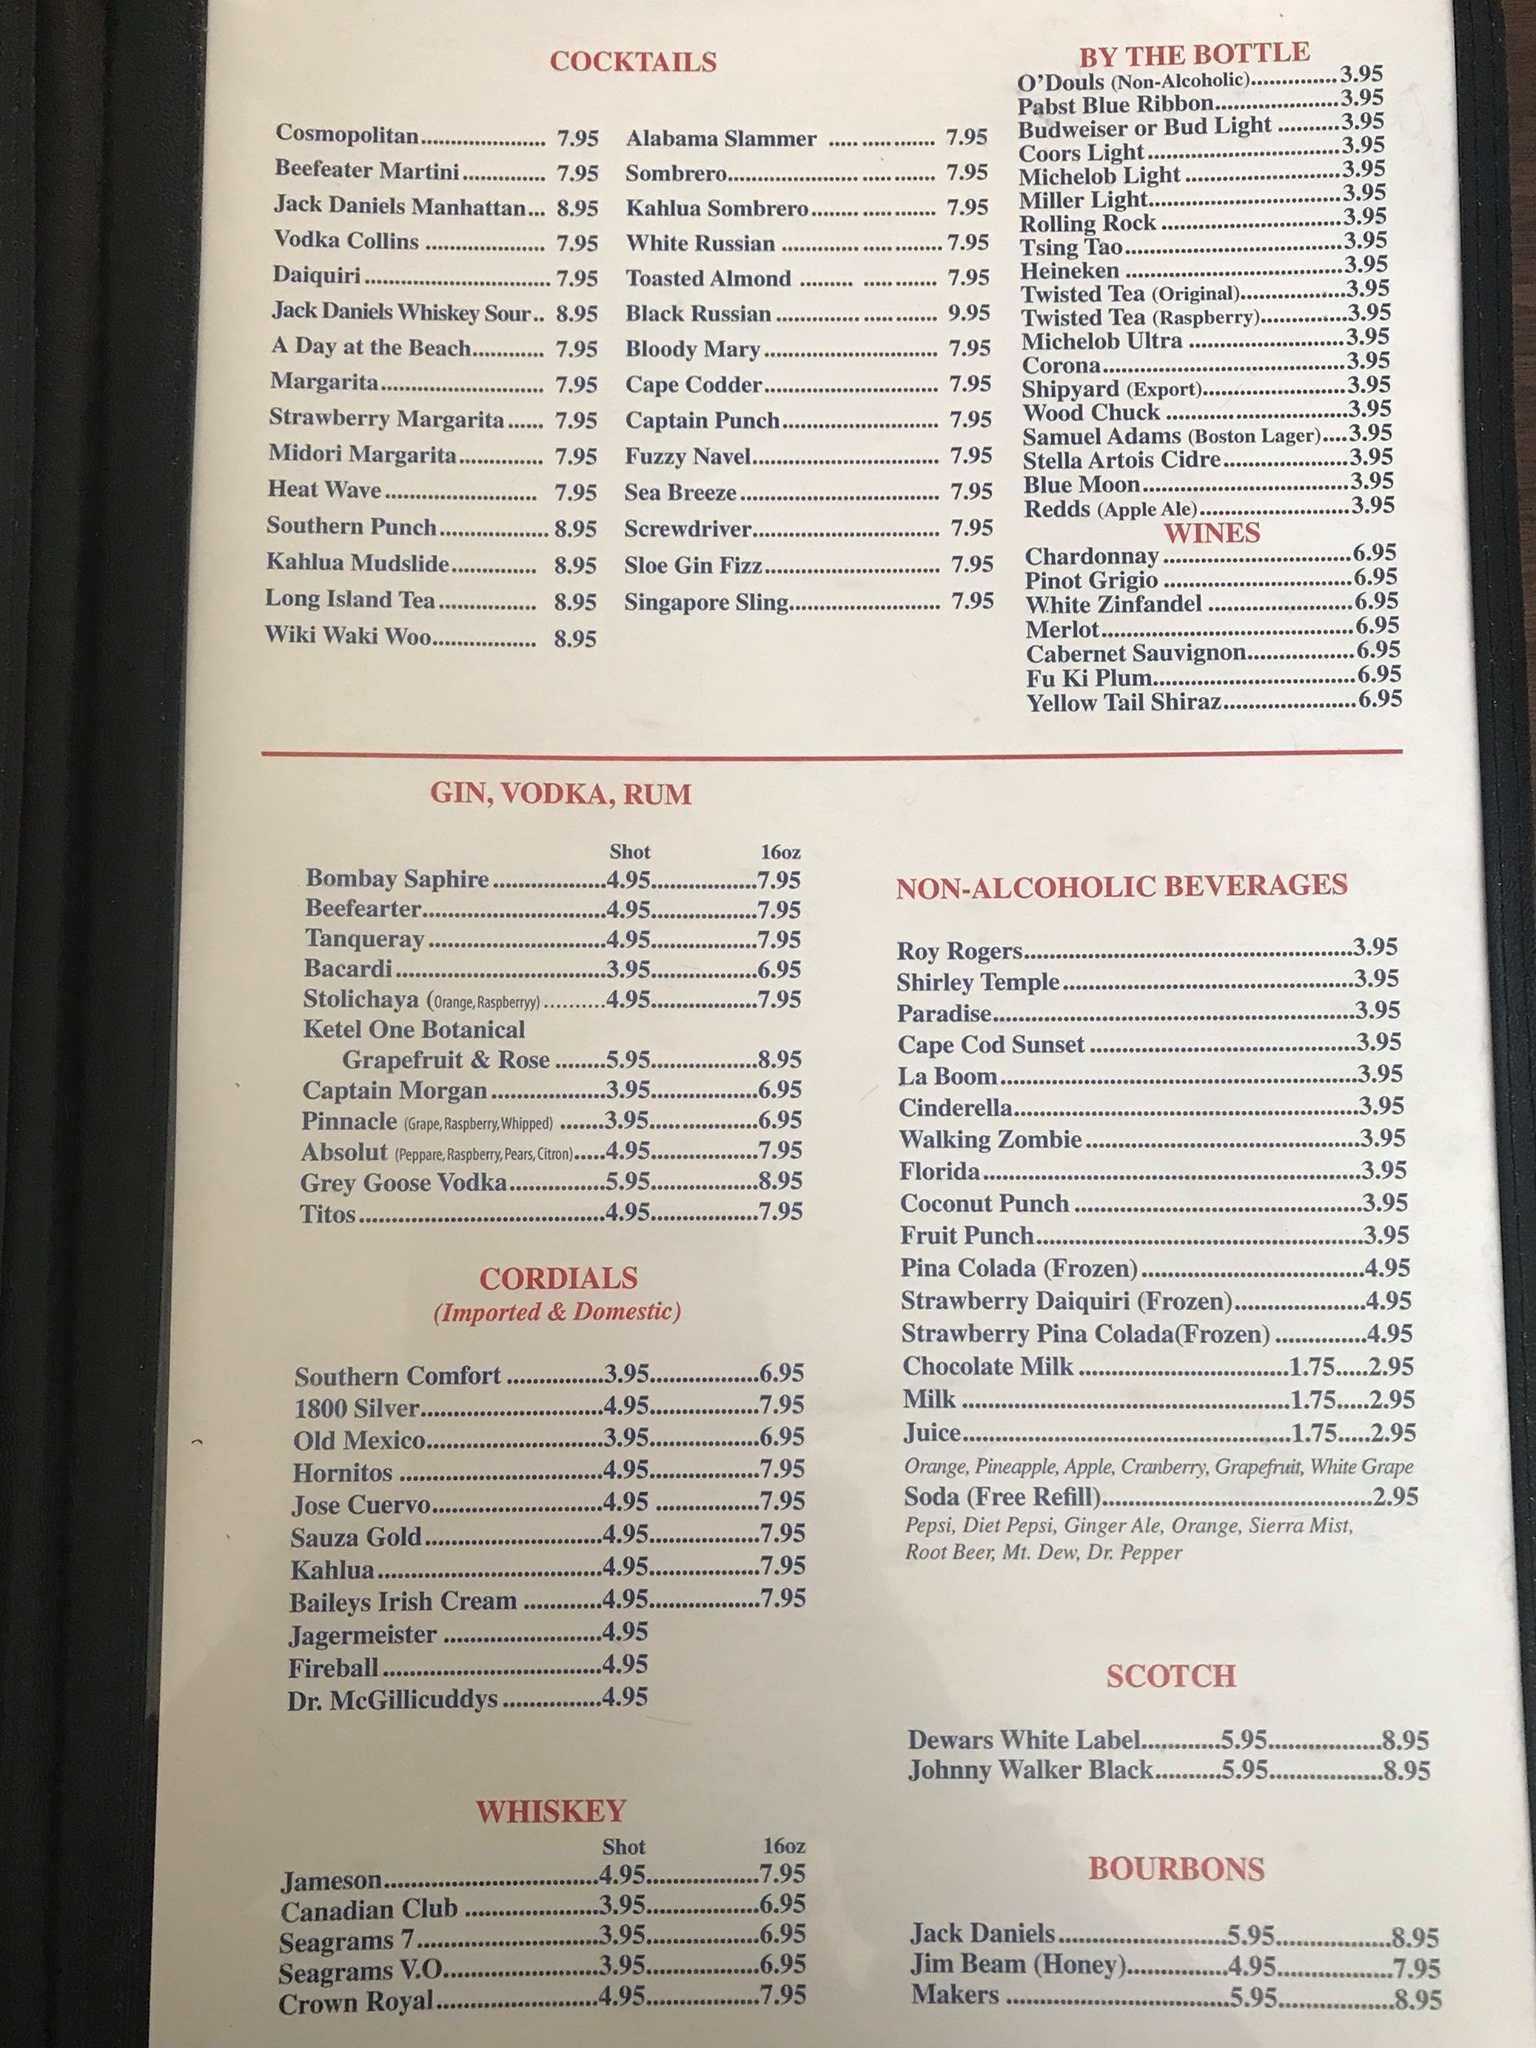 COCKTAILS
Cosmopolitan..................... 7.95
Beefeater Martini.............. 7.95
Jack Daniels Manhattan... 8.95
Vodka Collins .................... 7.95
Daiquiri...............................7.95
Jack Daniels Whiskey Sour.. 8.95
A Day at the Beach............ 7.95
Margarita........................... 7.95
Strawberry Margarita...... 7.95
Midori Margarita.............. 7.95
Heat Wave......................... 7.95
Southern Punch.................. 8.95
Kahlua Mudslide.............. 8.95
Long Island Tea................ 8.95
Wiki Waki Woo................. 8.95
Alabama Slammer ..... ..... ....... 7.95
Sombrero...................... ..... ....... 7.95
Kahlua Sombrero........ ..... ....... 7.95
White Russian ............. ..... ........ 7.95
Toasted Almond ......... ..... ....... 7.95
Black Russian .............. ..... ....... 9.95
Bloody Mary............................. 7.95
Cape Codder............................. 7.95
Captain Punch.......................... 7.95
Fuzzy Navel............................... 7.95
Sea Breeze................................. 7.95
Screwdriver............................... 7.95
Sloe Gin Fizz............................. 7.95
Singapore Sling......................... 7.95
BY THE BOTTLE
O'Douls (Non-Alcoholic)..............3.95
Pabst Blue Ribbon....................3.95
Budweiser or Bud Light ..........3.95
Coors Light................................3.95
Michelob Light ..........................3.95
Miller Light................................3.95
Rolling Rock ..............................3.95
Tsing Tao....................................3.95
Heineken ....................................3.95
Twisted Tea (Original).................3.95
Twisted Tea (Raspberry)..............3.95
Michelob Ultra ..........................3.95
Corona........................................3.95
Shipyard (Export)........................3.95
Wood Chuck ..............................3.95
Samuel Adams (Boston Lager)....3.95
Stella Artois Cidre.....................3.95
Blue Moon..................................3.95
Redds (Apple Ale)........................3.95
WINES
Chardonnay...............................6.95
Pinot Grigio ...............................6.95
White Zinfandel ........................6.95
Merlot..........................................6.95
Cabernet Sauvignon..................6.95
Fu Ki Plum.................................6.95
Yellow Tail Shiraz......................6.95
GIN, VODKA, RUM
Shot 16oz
Bombay Saphire..................4.95.................7.95
Beefearter.............................4.95.................7.95
Tanqueray............................4.95.................7.95
Bacardi.................................3.95.................6.95
Stolichaya (Orange, Raspberryy) ..........4.95.................7.95
Ketel One Botanical
Grapefruit & Rose ........5.95.................8.95
Captain Morgan..................3.95.................6.95
Pinnacle (Grape, Raspberry, Whipped) .......3.95.................6.95
Absolut (Peppare, Raspberry, Pears, Citron).....4.95.................7.95
Grey Goose Vodka...............5.95.................8.95
Titos.......................................4.95.................7.95
CORDIALS
(Imported & Domestic)
Southern Comfort ...............3.95.................6.95
1800 Silver............................4.95.................7.95
Old Mexico...........................3.95.................6.95
Hornitos ...............................4.95.................7.95
Jose Cuervo..........................4.95 ................7.95
Sauza Gold...........................4.95.................7.95
Kahlua..................................4.95.................7.95
Baileys Irish Cream ............4.95.................7.95
Jagermeister ........................4.95
Fireball..................................4.95
Dr. McGillicuddys ...............4.95
WHISKEY
Shot 16oz
Jameson.................................4.95.................7.95
Canadian Club ....................3.95.................6.95
Seagrams 7............................3.95.................6.95
Seagrams V.O.......................3.95.................6.95
Crown Royal.........................4.95.................7.95
NON-ALCOHOLIC BEVERAGES
Roy Rogers.................................................3.95
Shirley Temple...........................................3.95
Paradise......................................................3.95
Cape Cod Sunset .......................................3.95
La Boom.....................................................3.95
Cinderella...................................................3.95
Walking Zombie........................................3.95
Florida........................................................3.95
Coconut Punch ..........................................3.95
Fruit Punch................................................3.95
Pina Colada (Frozen).................................4.95
Strawberry Daiquiri (Frozen)...................4.95
Strawberry Pina Colada(Frozen) .............4.95
Chocolate Milk ..............................1.75.....2.95
Milk ................................................1.75.....2.95
Juice................................................1.75.....2.95
Orange, Pineapple, Apple, Cranberry, Grapefruit, White Grape
Soda (Free Refill).......................................2.95
Pepsi, Diet Pepsi, Ginger Ale, Orange, Sierra Mist,
Root Beer, Mt. Dew, Dr. Pepper
SCOTCH
Dewars White Label............5.95.................8.95
Johnny Walker Black..........5.95.................8.95
BOURBONS
Jack Daniels.........................5.95.................8.95
Jim Beam (Honey)...............4.95.................7.95
Makers .................................5.95.................8.95